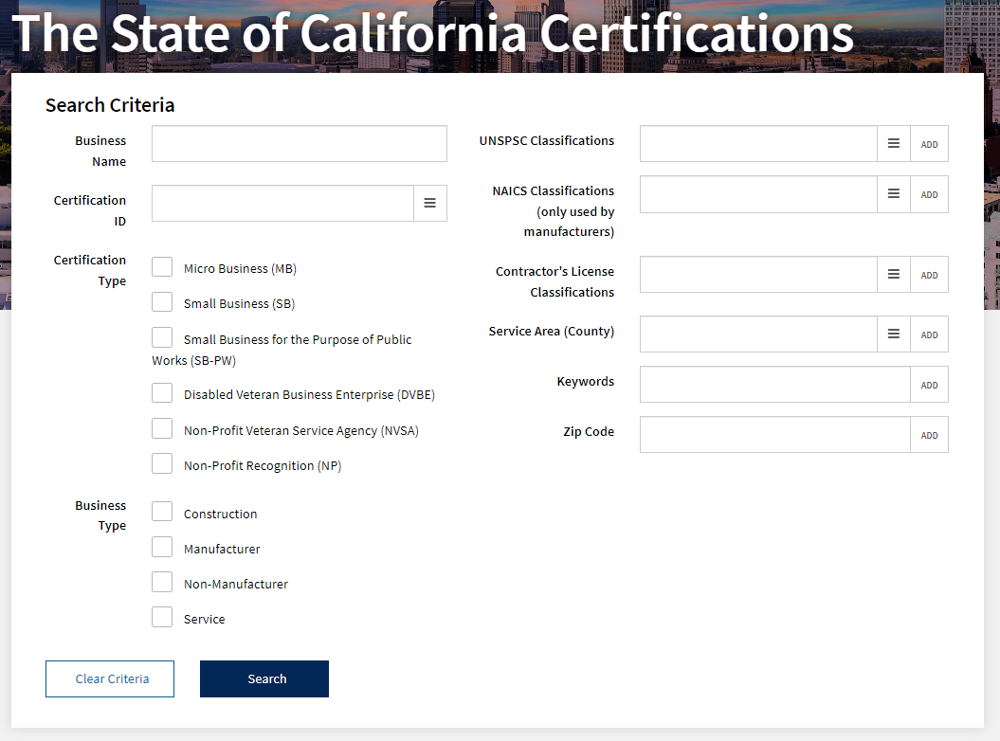 The State of California Certifications
Search Criteria
Business
Name
Certification
ID
Certification
Type
Micro Business (MB)
Small Business (SB)
Small Business for the Purpose of Public
Works (SB-PW)
Disabled Veteran Business Enterprise (DVBE)
Non-Profit Veteran Service Agency (NVSA)
Non-Profit Recognition (NP)
Business
Type
Construction
Manufacturer
Non-Manufacturer
Service
UNSPSC Classifications
ADD
NAICS Classifications
(only used by
manufacturers)
ADD
Contractor's License
Classifications
ADD
Service Area (County)
ADD
Keywords
ADD
Zip Code
ADD
Clear Criteria
Search